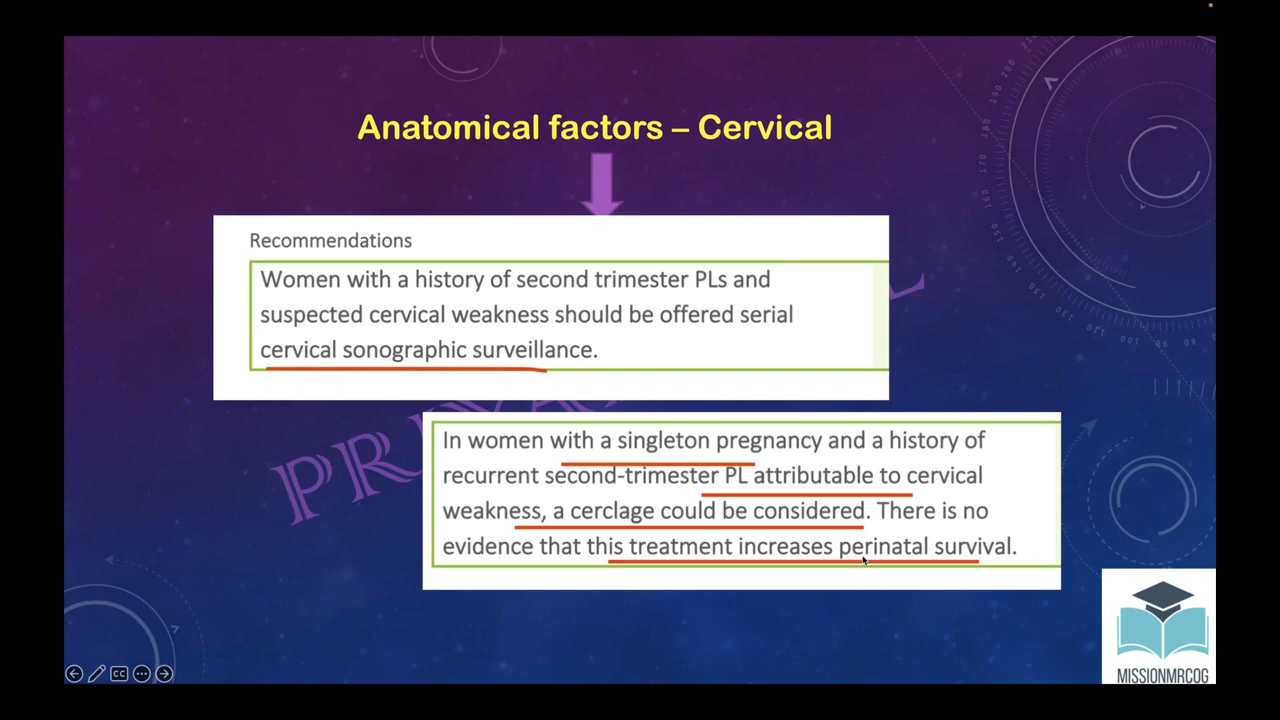 Anatomical factors – Cervical
Recommendations
Women with a history of second trimester PLs and
suspected cervical weakness should be offered serial
cervical sonographic surveillance.
In women with a singleton pregnancy and a history of
recurrent second-trimester PL attributable to cervical
weakness, a cerclage could be considered. There is no
evidence that this treatment increases perinatal survival.
CC
MISSIONMRCOG